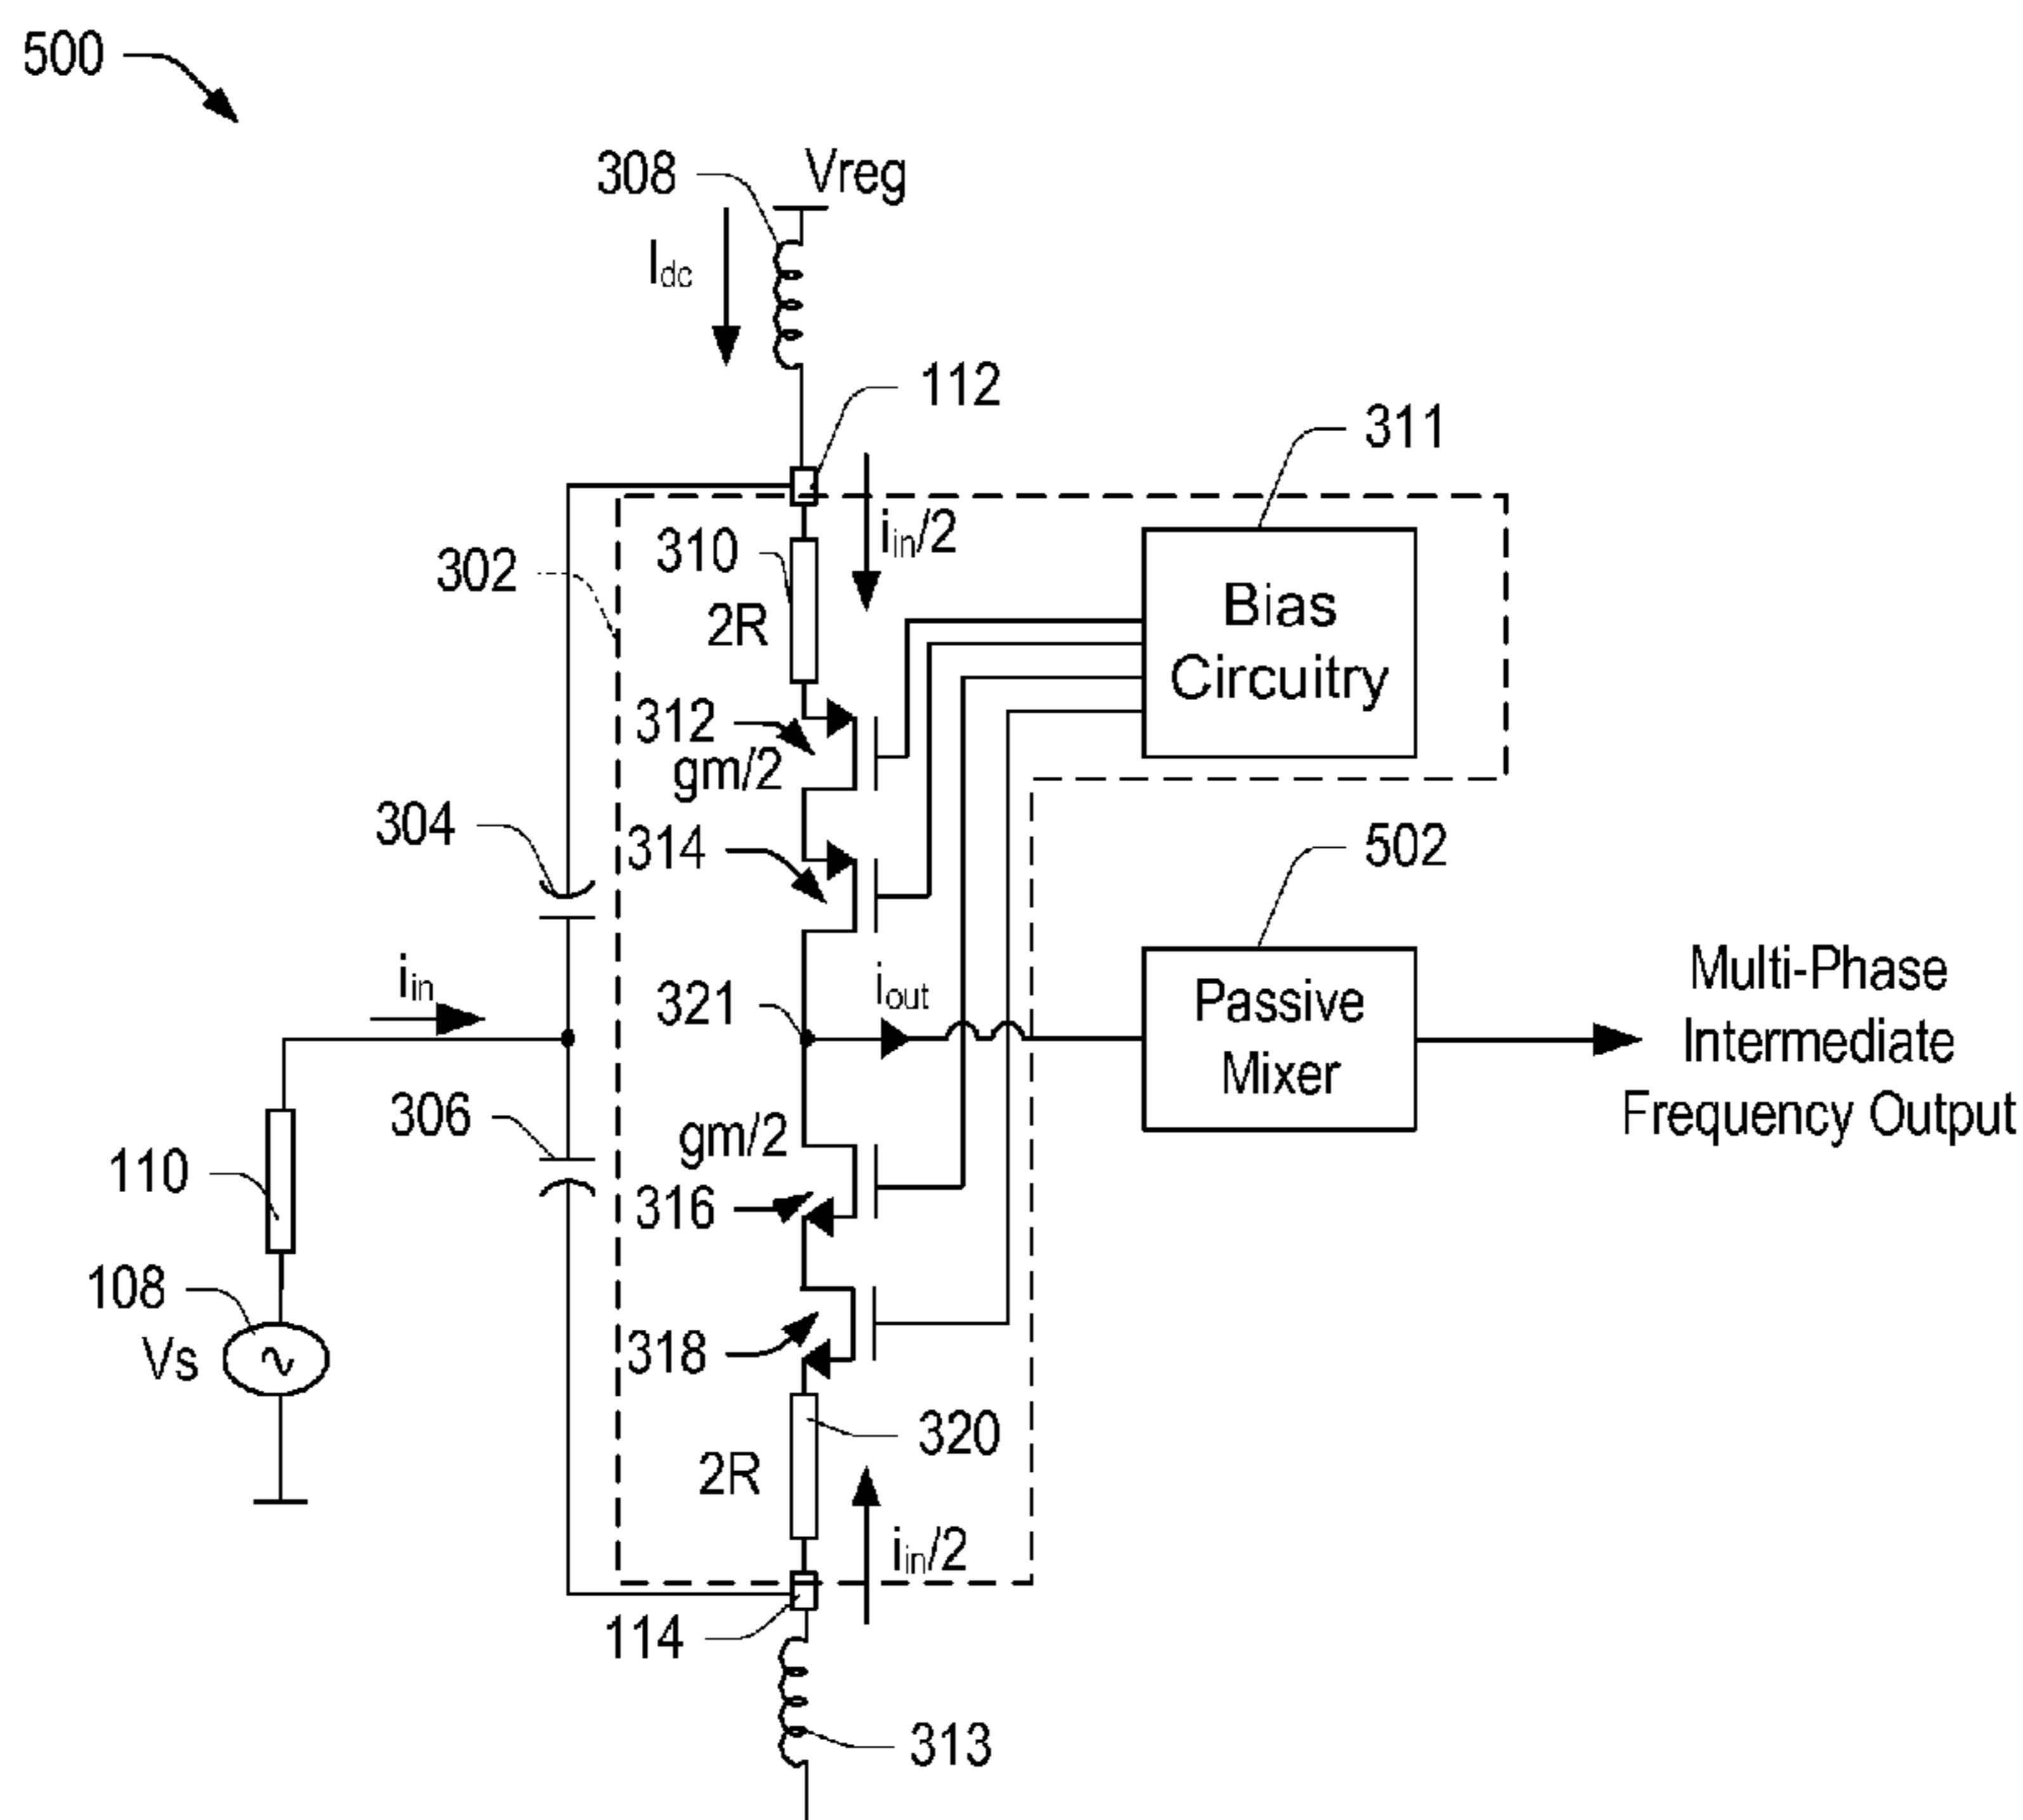 500
308
Vreg
Idc
112
311
iin/2
310
302
2R
Bias
Circuitry
312
gm/2
304
314
502
iin
321
iout
Passive
Mixer
Multi-Phase
Intermediate
Frequency Output
306
gm/2
110
316
108
Vs
318
320
2R
iin/2
114
313